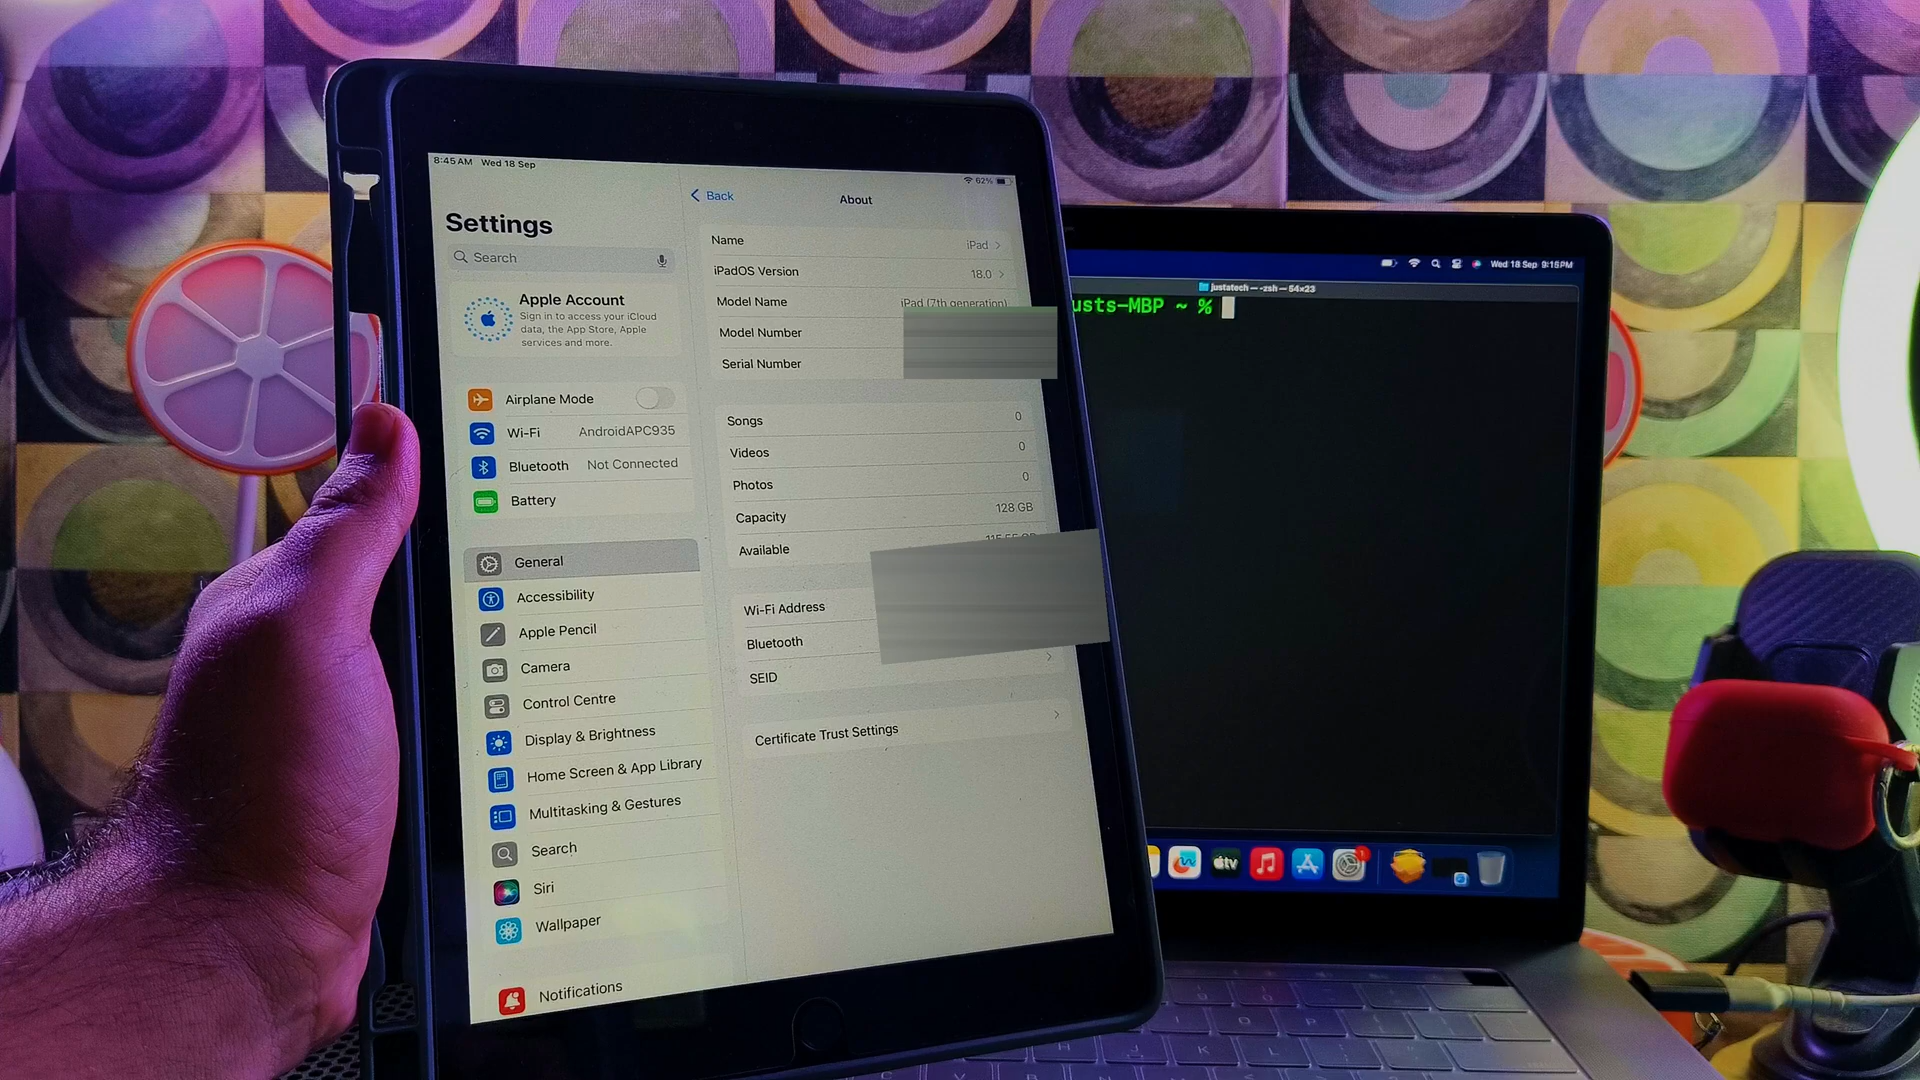 8:45 AM Wed 18 Sep
62%
Settings
Search
Apple Account
Sign in to access your iCloud
data, the App Store, Apple
services and more.
Airplane Mode
Wi-Fi AndroidAPC935
Bluetooth Not Connected
Battery
General
Accessibility
Apple Pencil
Camera
Control Centre
Display & Brightness
Home Screen & App Library
Multitasking & Gestures
Search
Siri
Wallpaper
Notifications
Back
About
Name iPad
iPadOS Version 18.0
Model Name iPad (7th generation)
Model Number
Serial Number
Songs 0
Videos 0
Photos 0
Capacity 128 GB
Available
Wi-Fi Address
Bluetooth
SEID
Certificate Trust Settings
Wed 18 Sep 9:15PM
justatech — -zsh — 54×23
usts-MBP ~ %
tv
1